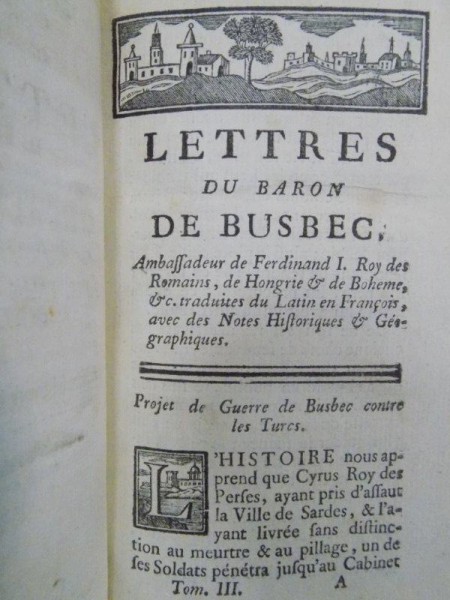 LETTRES
DU BARON
DE BUSBEC,
Ambaſſadeur de Ferdinand I. Roy des
Romains, de Hongrie & de Boheme,
&c. traduites du Latin en François,
avec des Notes Hiſtoriques & Géo-
graphiques.
Projet de Guerre de Busbec contre
les Turcs.
L'HISTOIRE nous ap-
prend que Cyrus Roy des
Perſes, ayant pris d'aſſaut
la Ville de Sardes, & l'a-
yant livrée ſans diſtinc-
tion au meurtre & au pillage, un de
ſes Soldats pénétra juſqu'au Cabinet
Tom. III. A